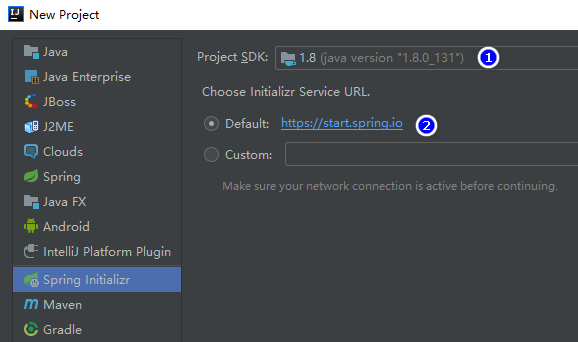 New Project
Java
Java Enterprise
JBoss
J2ME
Clouds
Spring
Java FX
Android
IntelliJ Platform Plugin
Spring Initializr
Maven
Gradle
Project SDK: 1.8 (java version "1.8.0_131") 1
Choose Initializr Service URL.
Default: https://start.spring.io 2
Custom:
Make sure your network connection is active before continuing.